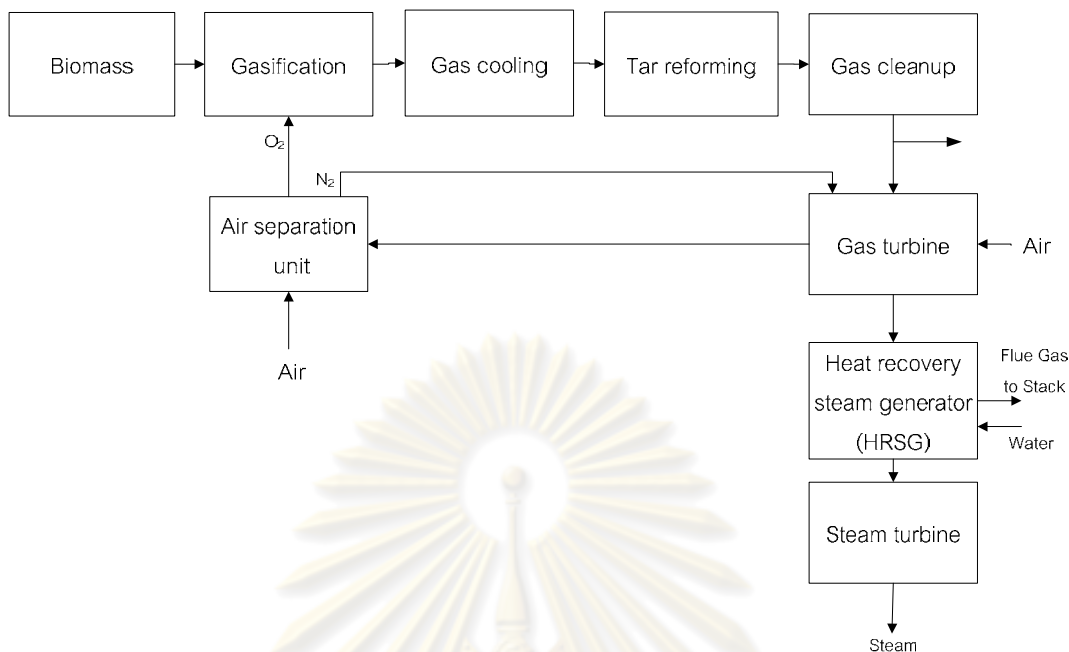 Biomass
Gasification
Gas cooling
Tar reforming
Gas cleanup
O₂
N₂
Air separation
unit
Gas turbine
Air
Air
Heat recovery
steam generator
(HRSG)
Flue Gas
to Stack
Water
Steam turbine
Steam